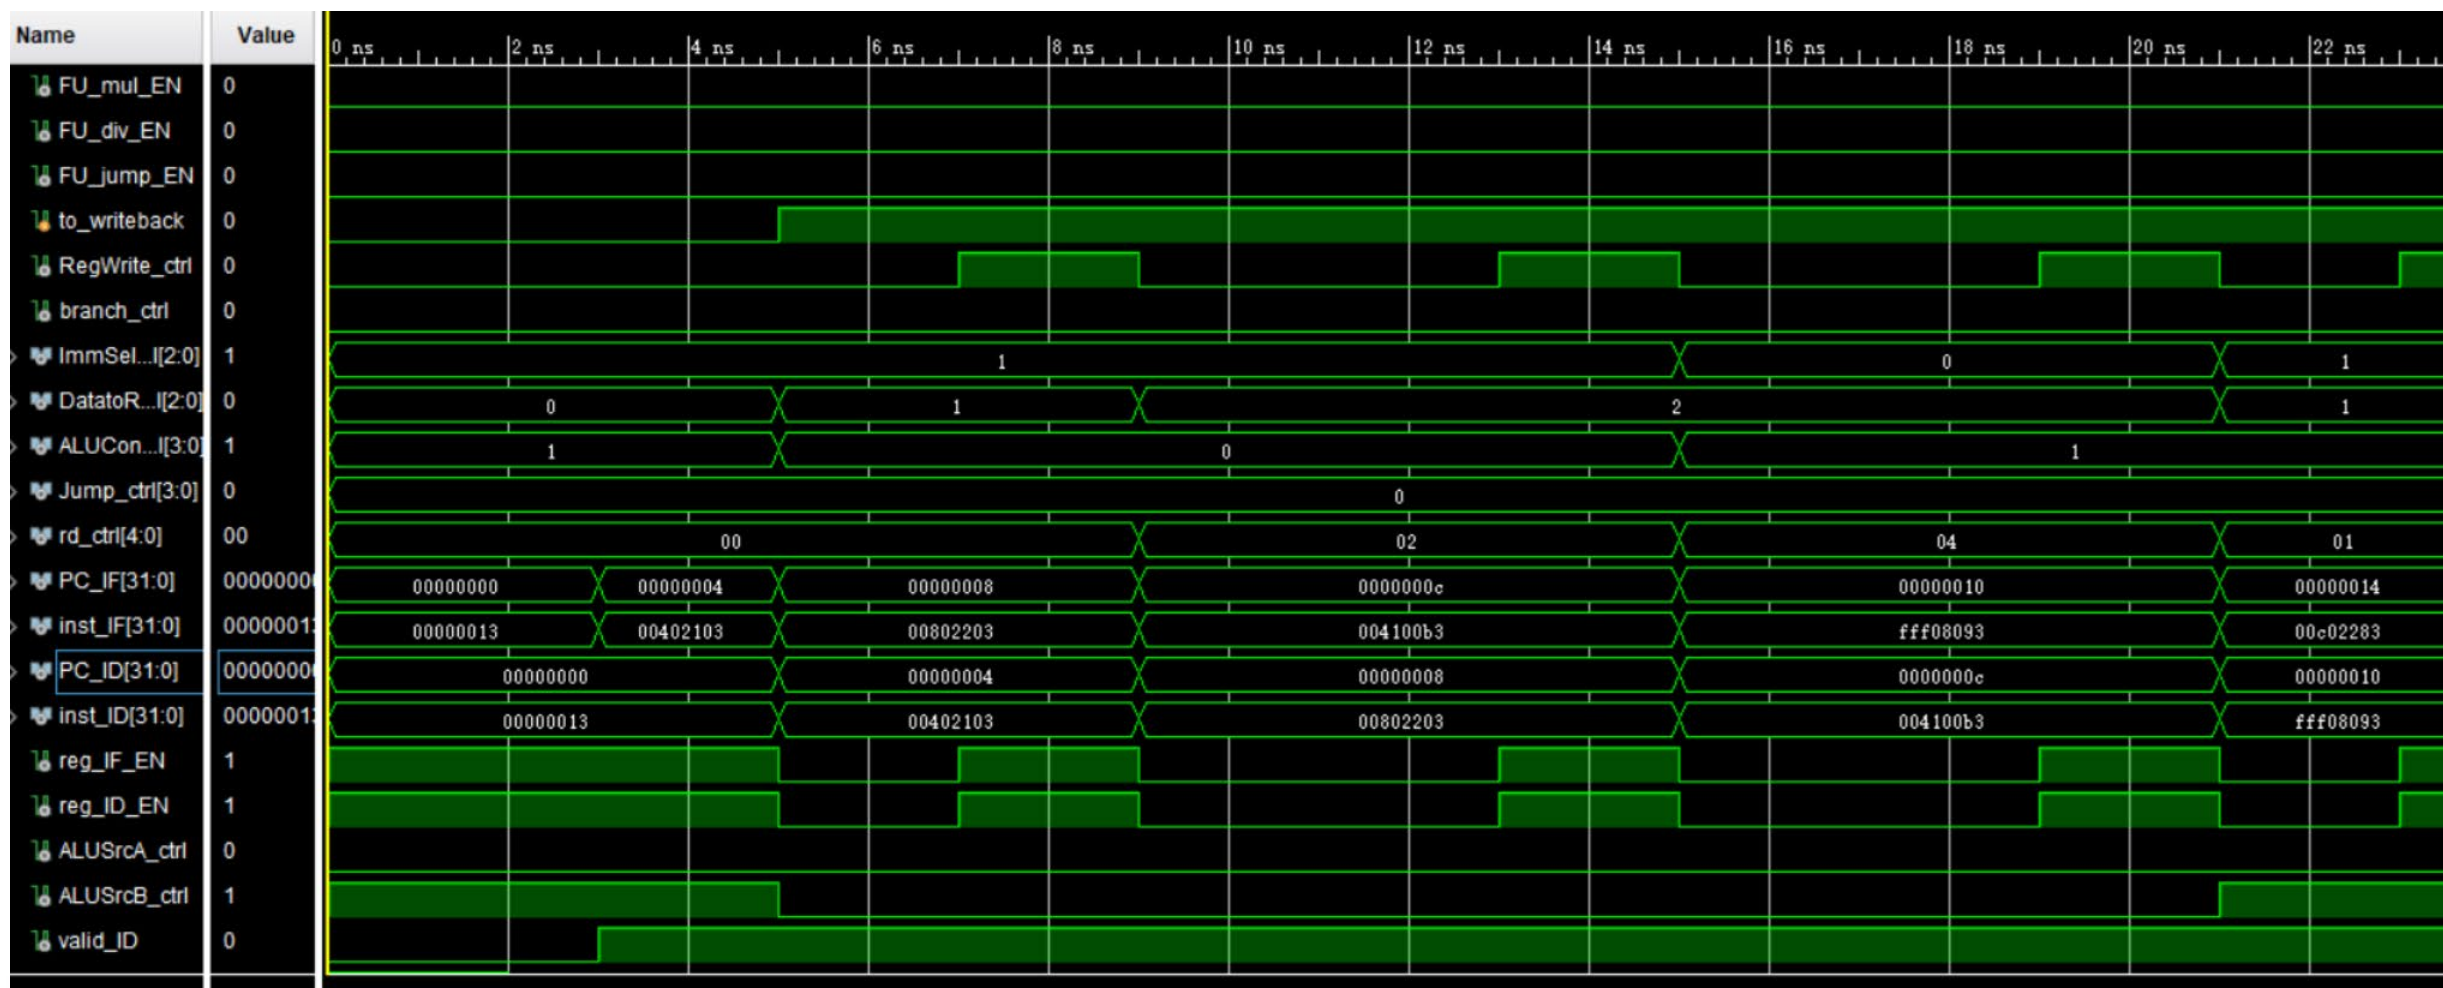 Name Value 0 ns 2 ns 4 ns 6 ns 8 ns 10 ns 12 ns 14 ns 16 ns 18 ns 20 ns 22 ns
FU_mul_EN 0
FU_div_EN 0
FU_jump_EN 0
to_writeback 0
RegWrite_ctrl 0
branch_ctrl 0
ImmSel...l[2:0] 1 1 0 1
DatatoR...l[2:0] 0 0 1 2 1
ALUCon...l[3:0] 1 1 0 1
Jump_ctrl[3:0] 0 0
rd_ctrl[4:0] 00 00 02 04 01
PC_IF[31:0] 00000000 00000000 00000004 00000008 0000000c 00000010 00000014
inst_IF[31:0] 00000013 00000013 00402103 00802203 004100b3 fff08093 00c02283
PC_ID[31:0] 00000000 00000000 00000004 00000008 0000000c 00000010
inst_ID[31:0] 00000013 00000013 00402103 00802203 004100b3 fff08093
reg_IF_EN 1
reg_ID_EN 1
ALUSrcA_ctrl 0
ALUSrcB_ctrl 1
valid_ID 0